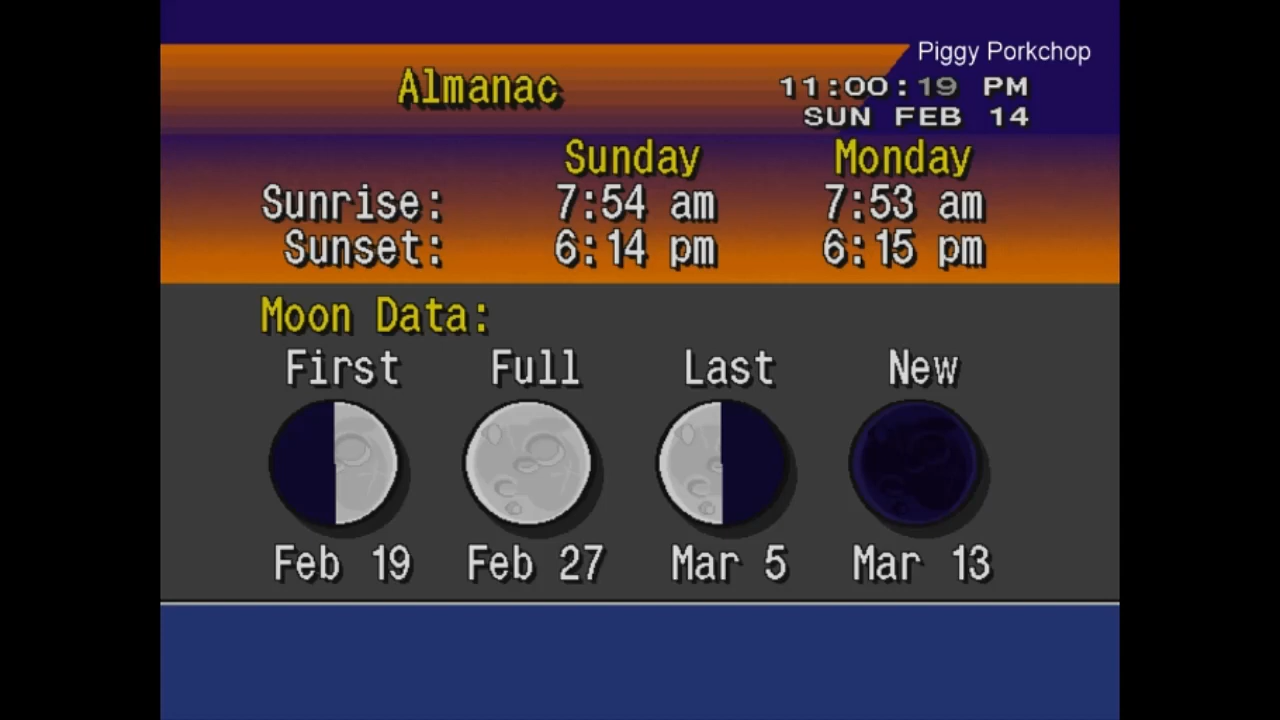 Piggy Porkchop
Almanac
11:00:19 PM
SUN FEB 14
Sunday Monday
Sunrise: 7:54 am 7:53 am
Sunset: 6:14 pm 6:15 pm
Moon Data:
First Full Last New
Feb 19 Feb 27 Mar 5 Mar 13